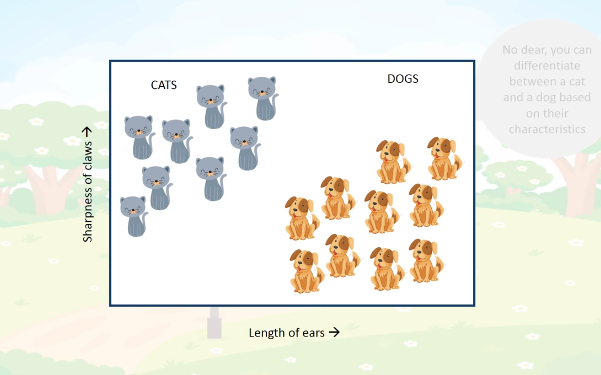 No dear, you can
differentiate
between a cat
and a dog based
on their
characteristics
CATS
DOGS
Sharpness of claws →
Length of ears →